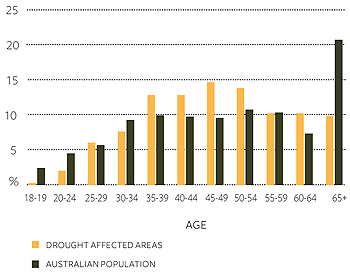 25
20
15
10
5
%
18-19 20-24 25-29 30-34 35-39 40-44 45-49 50-54 55-59 60-64 65+
AGE
DROUGHT AFFECTED AREAS
AUSTRALIAN POPULATION